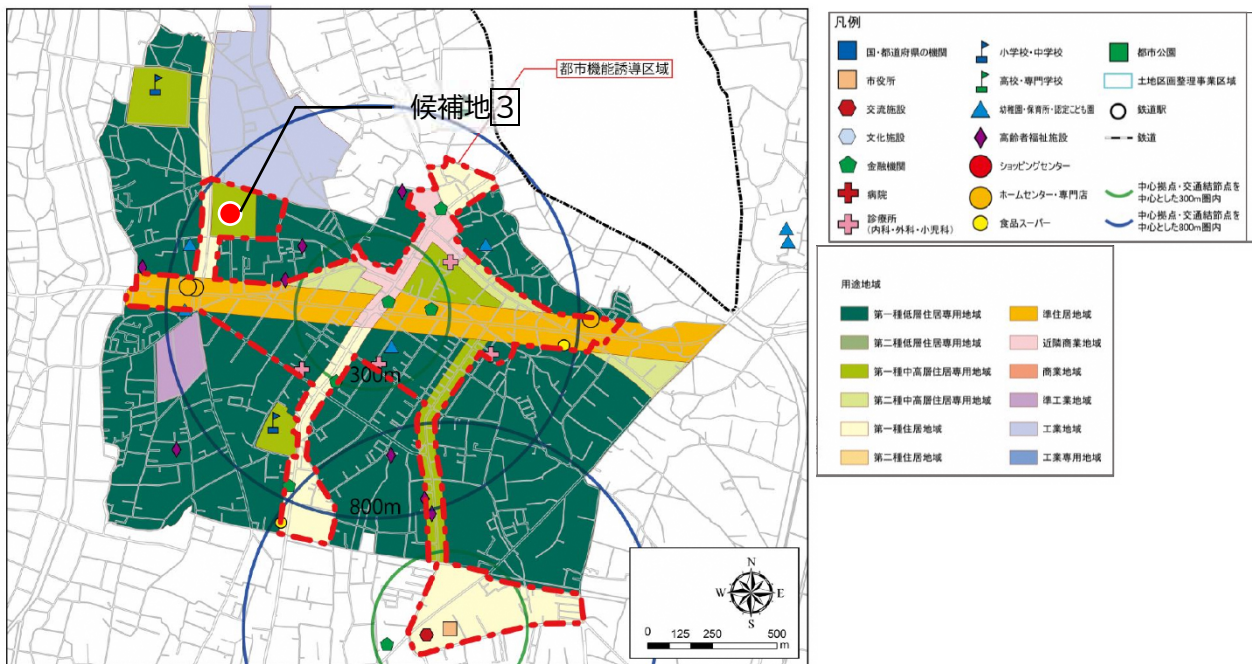 都市機能誘導区域
候補地3
300m
800m
N
W
E
S
0 125 250 500
m
凡例
国・都道府県の機関
市役所
交流施設
文化施設
金融機関
病院
診療所
(内科・外科・小児科)
小学校・中学校
高校・専門学校
幼稚園・保育所・認定こども園
高齢者福祉施設
ショッピングセンター
ホームセンター・専門店
食品スーパー
都市公園
土地区画整理事業区域
鉄道駅
鉄道
中心拠点・交通結節点を
中心とした300m圏内
中心拠点・交通結節点を
中心とした800m圏内
用途地域
第一種低層住居専用地域
第二種低層住居専用地域
第一種中高層住居専用地域
第二種中高層住居専用地域
第一種住居地域
第二種住居地域
準住居地域
近隣商業地域
商業地域
準工業地域
工業地域
工業専用地域